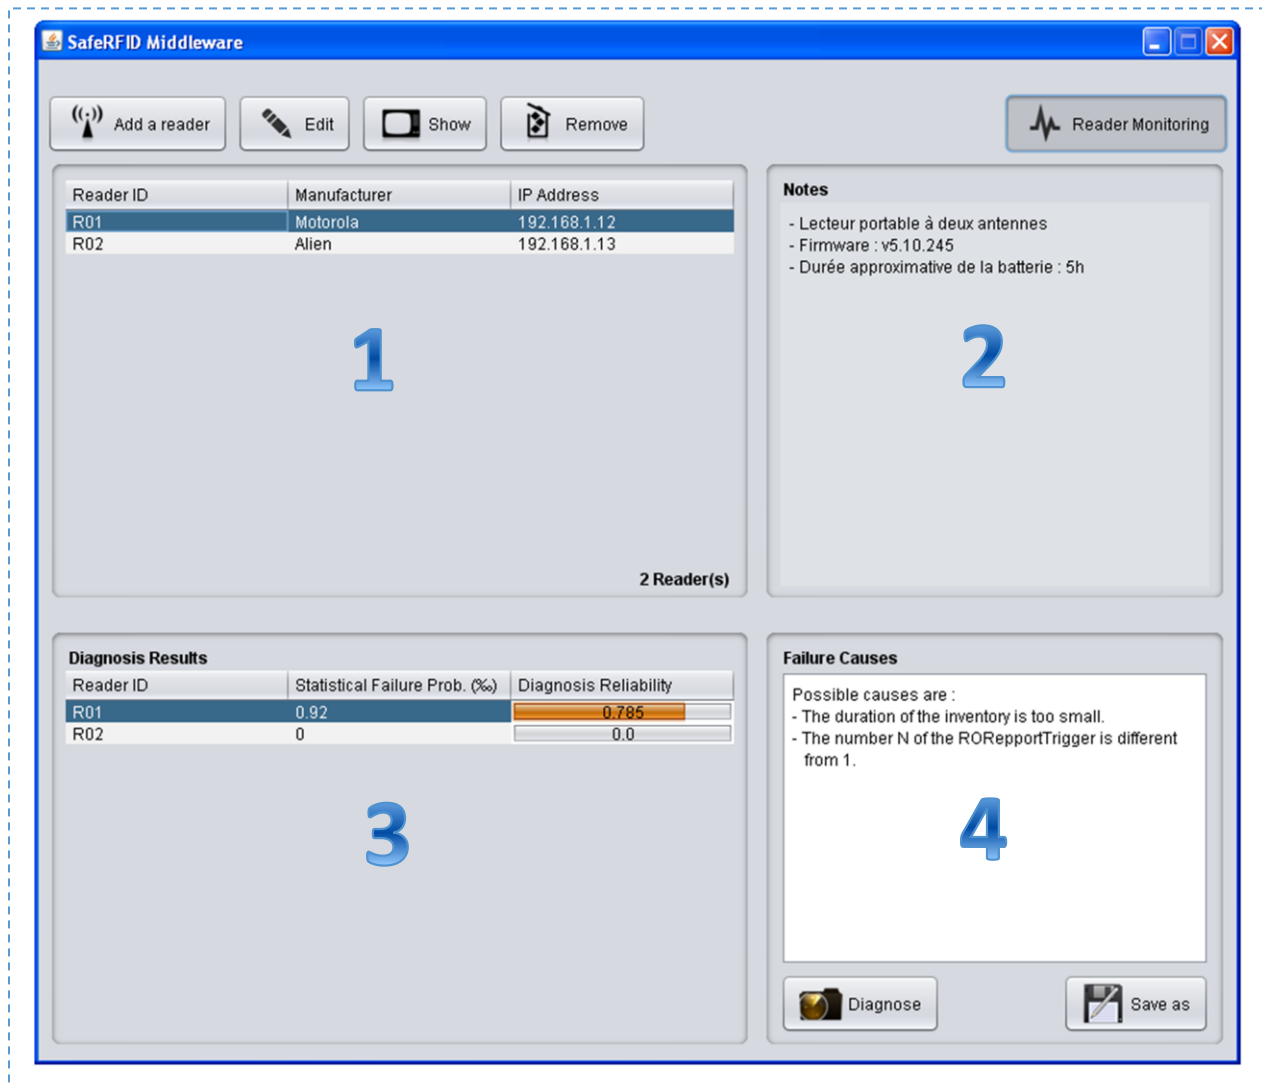 SafeRFID Middleware
Add a reader Edit Show Remove Reader Monitoring
Reader ID Manufacturer IP Address
R01 Motorola 192.168.1.12
R02 Alien 192.168.1.13
1
2 Reader(s)
Notes
- Lecteur portable à deux antennes
- Firmware : v5.10.245
- Durée approximative de la batterie : 5h
2
Diagnosis Results
Reader ID Statistical Failure Prob. (‰) Diagnosis Reliability
R01 0.92 0.785
R02 0 0.0
3
Failure Causes
Possible causes are :
- The duration of the inventory is too small.
- The number N of the RORepportTrigger is different
from 1.
4
Diagnose Save as